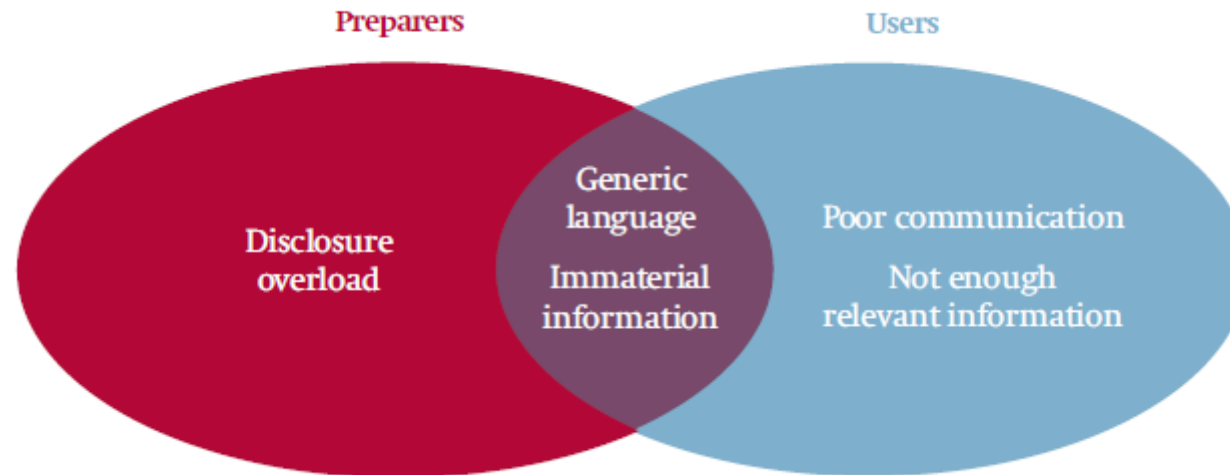 Preparers
Users
Disclosure
overload
Generic
language
Immaterial
information
Poor communication
Not enough
relevant information